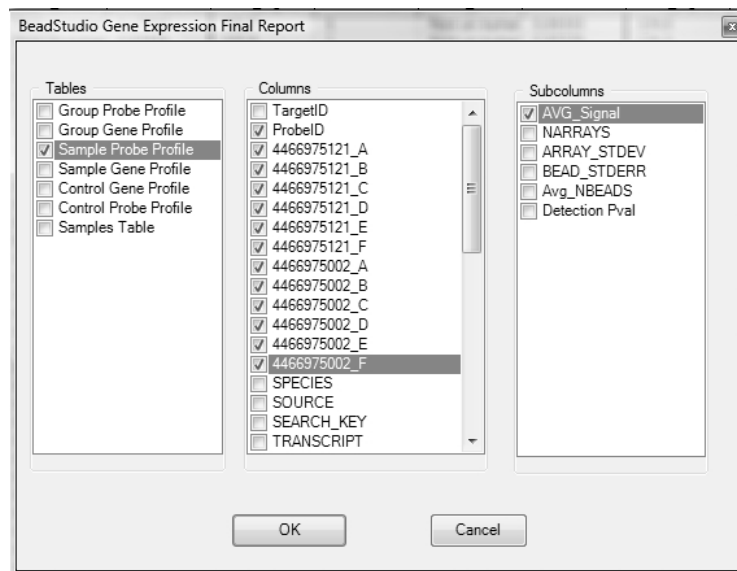 BeadStudio Gene Expression Final Report
Tables
Group Probe Profile
Group Gene Profile
Sample Probe Profile
Sample Gene Profile
Control Gene Profile
Control Probe Profile
Samples Table
Columns
TargetID
ProbeID
4466975121_A
4466975121_B
4466975121_C
4466975121_D
4466975121_E
4466975121_F
4466975002_A
4466975002_B
4466975002_C
4466975002_D
4466975002_E
4466975002_F
SPECIES
SOURCE
SEARCH_KEY
TRANSCRIPT
Subcolumns
AVG_Signal
NARRAYS
ARRAY_STDEV
BEAD_STDERR
Avg_NBEADS
Detection Pval
OK
Cancel